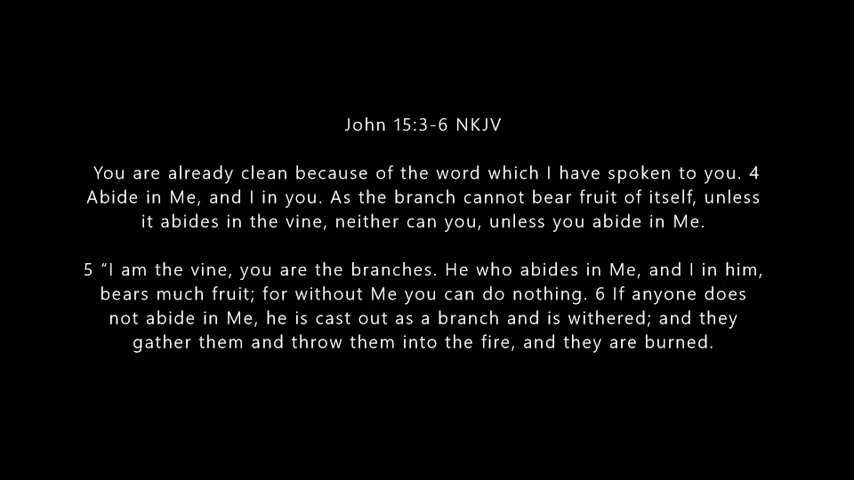 John 15:3-6 NKJV
You are already clean because of the word which I have spoken to you. 4
Abide in Me, and I in you. As the branch cannot bear fruit of itself, unless
it abides in the vine, neither can you, unless you abide in Me.
5 “I am the vine, you are the branches. He who abides in Me, and I in him,
bears much fruit; for without Me you can do nothing. 6 If anyone does
not abide in Me, he is cast out as a branch and is withered; and they
gather them and throw them into the fire, and they are burned.